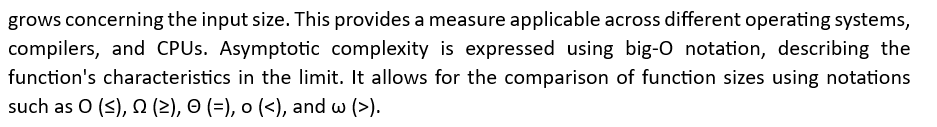 grows concerning the input size. This provides a measure applicable across different operating systems,
compilers, and CPUs. Asymptotic complexity is expressed using big-O notation, describing the
function's characteristics in the limit. It allows for the comparison of function sizes using notations
such as O (≤), Ω (≥), Θ (=), o (<), and ω (>).